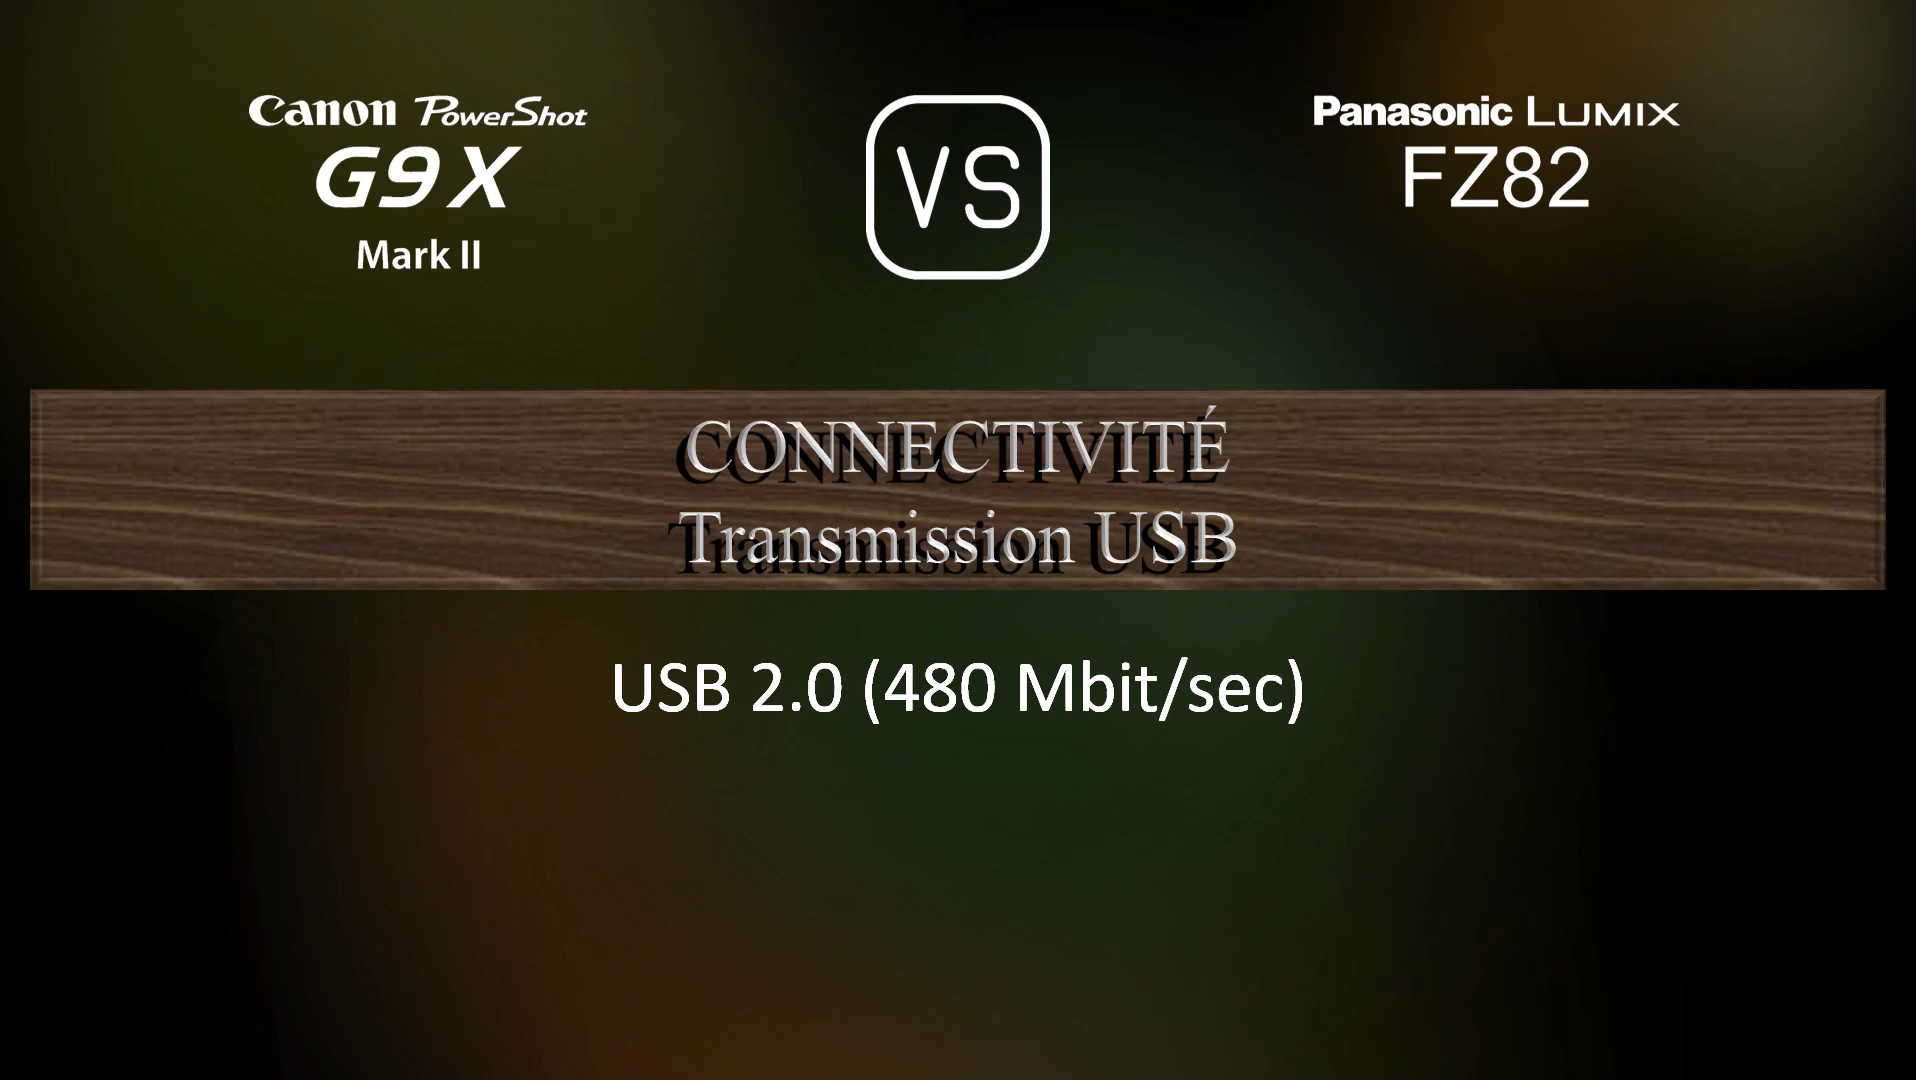 Canon PowerShot
G9 X
Mark II
VS
Panasonic LUMIX
FZ82
CONNECTIVITÉ
Transmission USB
USB 2.0 (480 Mbit/sec)